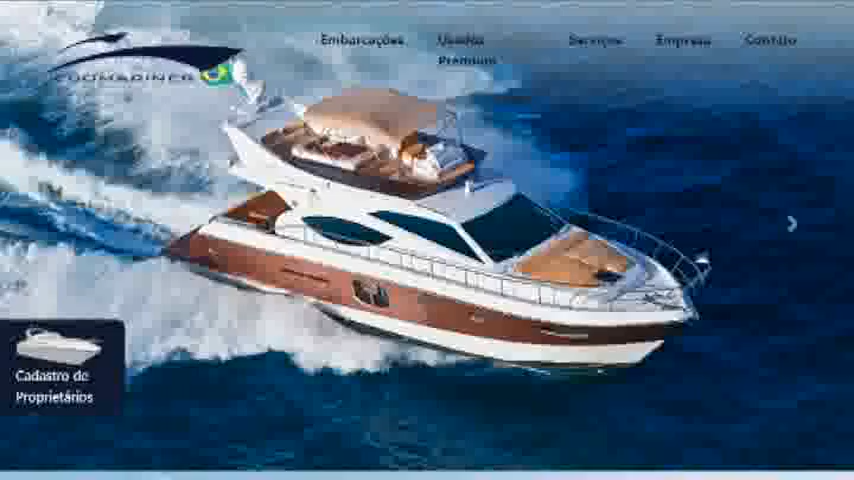 Embarcações
Usados
Premium
Serviços
Empresa
Contato
Cadastro de
Proprietários